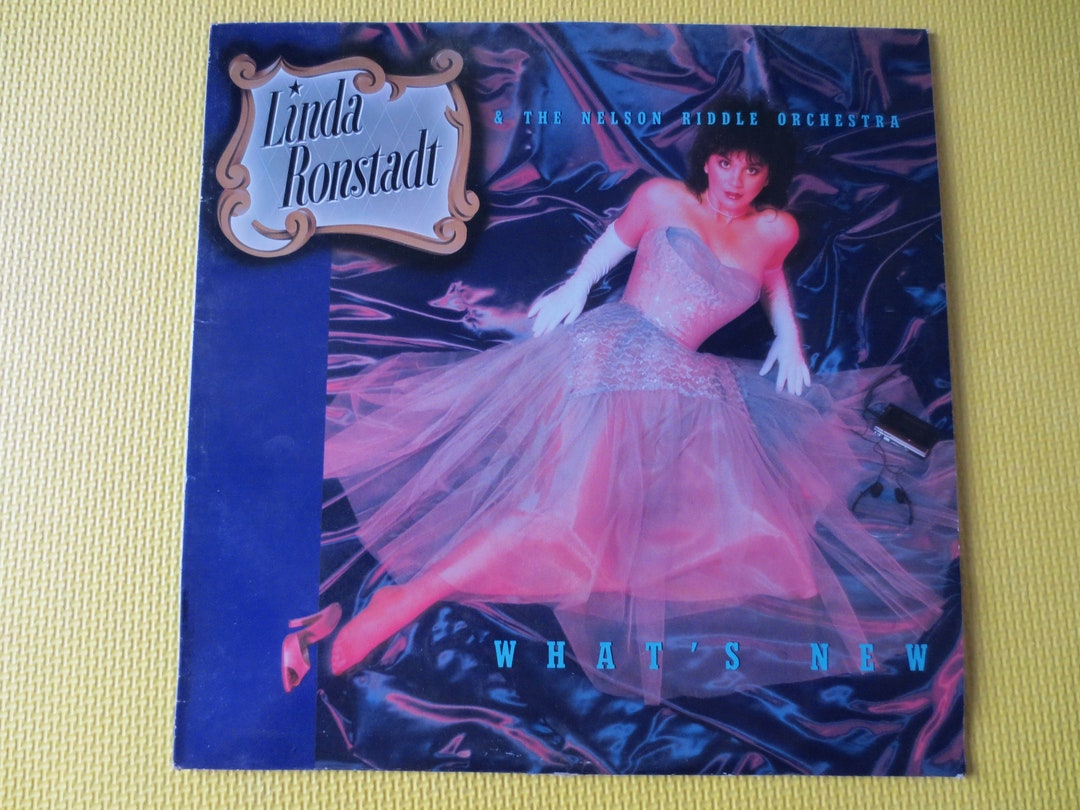 Linda
Ronstadt
& THE NELSON RIDDLE ORCHESTRA
WHAT'S NEW